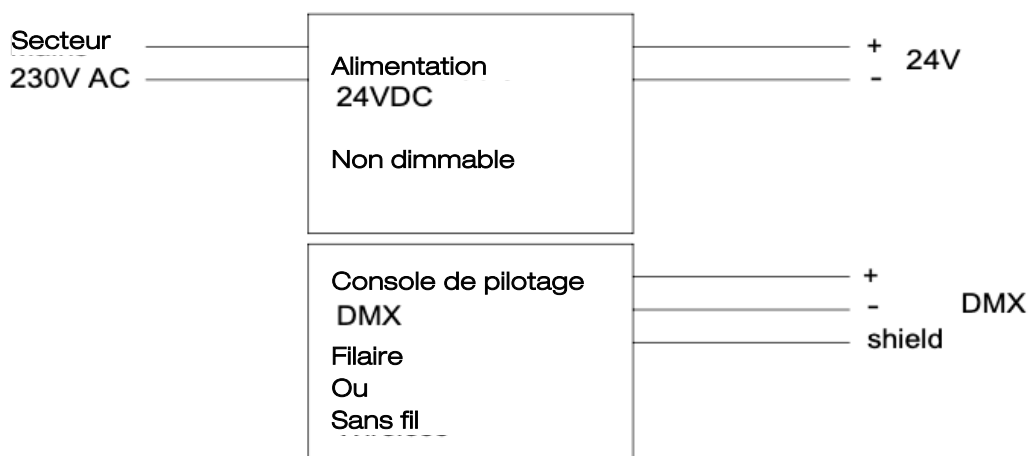 Secteur
230V AC
Alimentation
24VDC
Non dimmable
+
24V
-
Console de pilotage
DMX
Filaire
Ou
Sans fil
+
-
DMX
shield